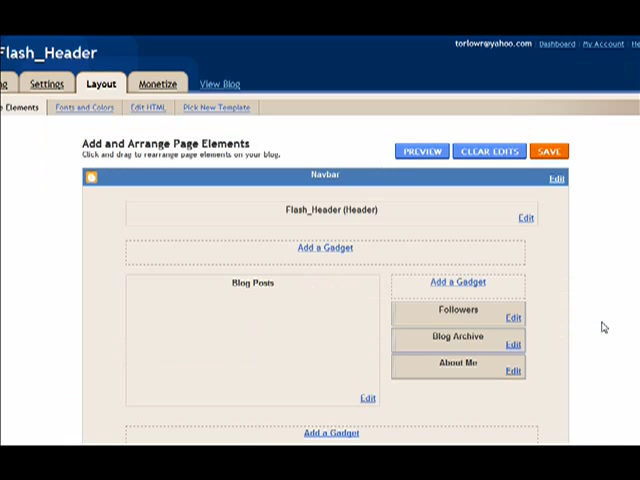 Flash_Header
torlowr@yahoo.com Dashboard My Account He
Settings Layout Monetize View Blog
Elements Fonts and Colors Edit HTML Pick New Template
Add and Arrange Page Elements
Click and drag to rearrange page elements on your blog.
PREVIEW CLEAR EDITS SAVE
Navbar
Edit
Flash_Header (Header)
Edit
Add a Gadget
Blog Posts
Edit
Add a Gadget
Followers
Edit
Blog Archive
Edit
About Me
Edit
Add a Gadget